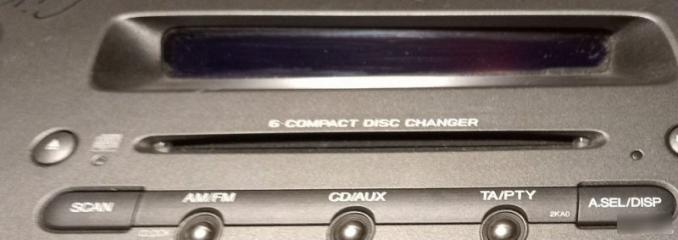 6-COMPACT DISC CHANGER
SCAN AM/FM CD/AUX TA/PTY A.SEL/DISP
2KA0